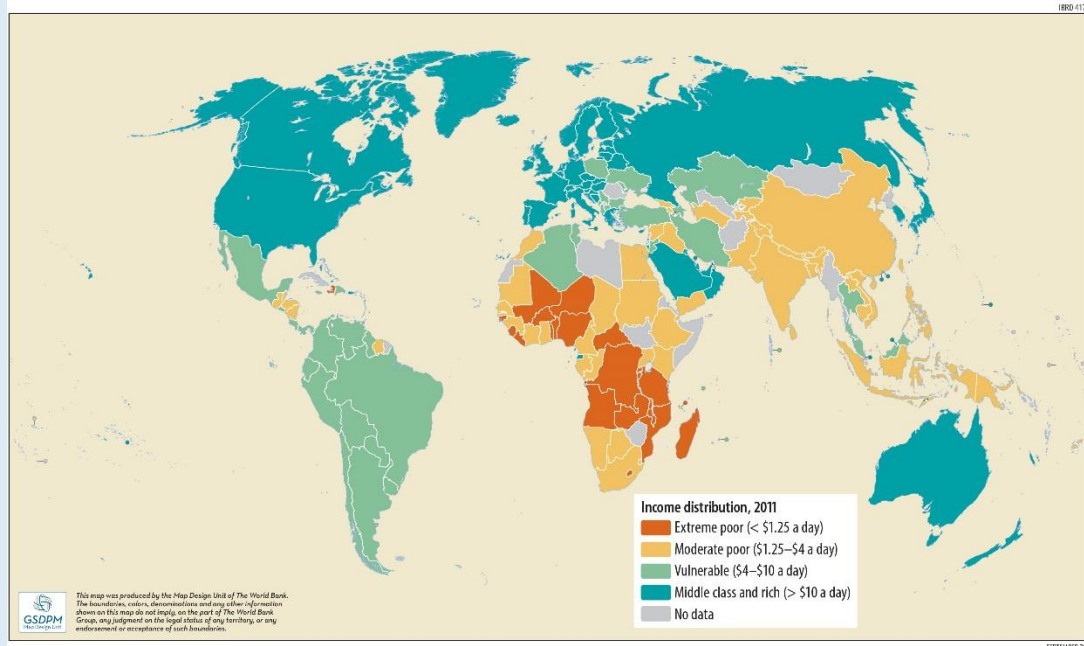 IBRD 417
Income distribution, 2011
Extreme poor (< $1.25 a day)
Moderate poor ($1.25–$4 a day)
Vulnerable ($4–$10 a day)
Middle class and rich (> $10 a day)
No data
GSDPM
Map Design Unit
This map was produced by the Map Design Unit of The World Bank.
The boundaries, colors, denominations and any other information
shown on this map do not imply, on the part of The World Bank
Group, any judgment on the legal status of any territory, or any
endorsement or acceptance of such boundaries.